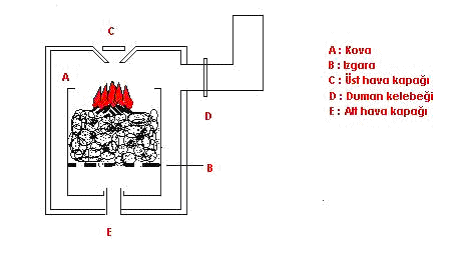 C
A
D
B
E
A : Kova
B : Izgara
C : Üst hava kapağı
D : Duman kelebeği
E : Alt hava kapağı